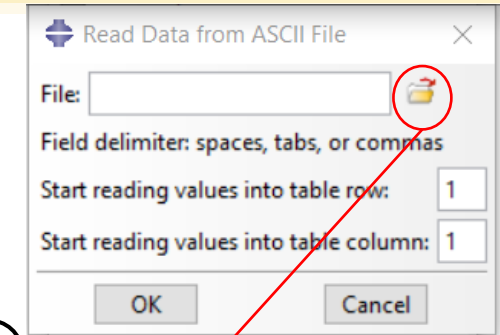 Read Data from ASCII File
File:
Field delimiter: spaces, tabs, or commas
Start reading values into table row: 1
Start reading values into table column: 1
OK Cancel